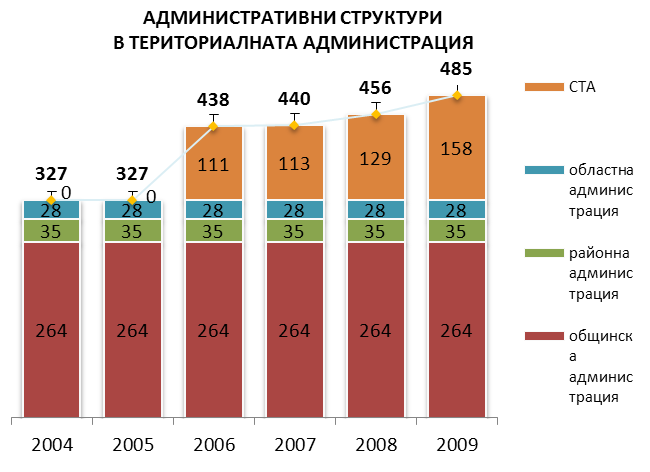 АДМИНИСТРАТИВНИ СТРУКТУРИ
В ТЕРИТОРИАЛНАТА АДМИНИСТРАЦИЯ
327 327 438 440 456 485
0 0 111 113 129 158
28 28 28 28 28 28
35 35 35 35 35 35
264 264 264 264 264 264
2004 2005 2006 2007 2008 2009
СТА
областна
админис
трация
районна
админис
трация
общинск
а
админис
трация